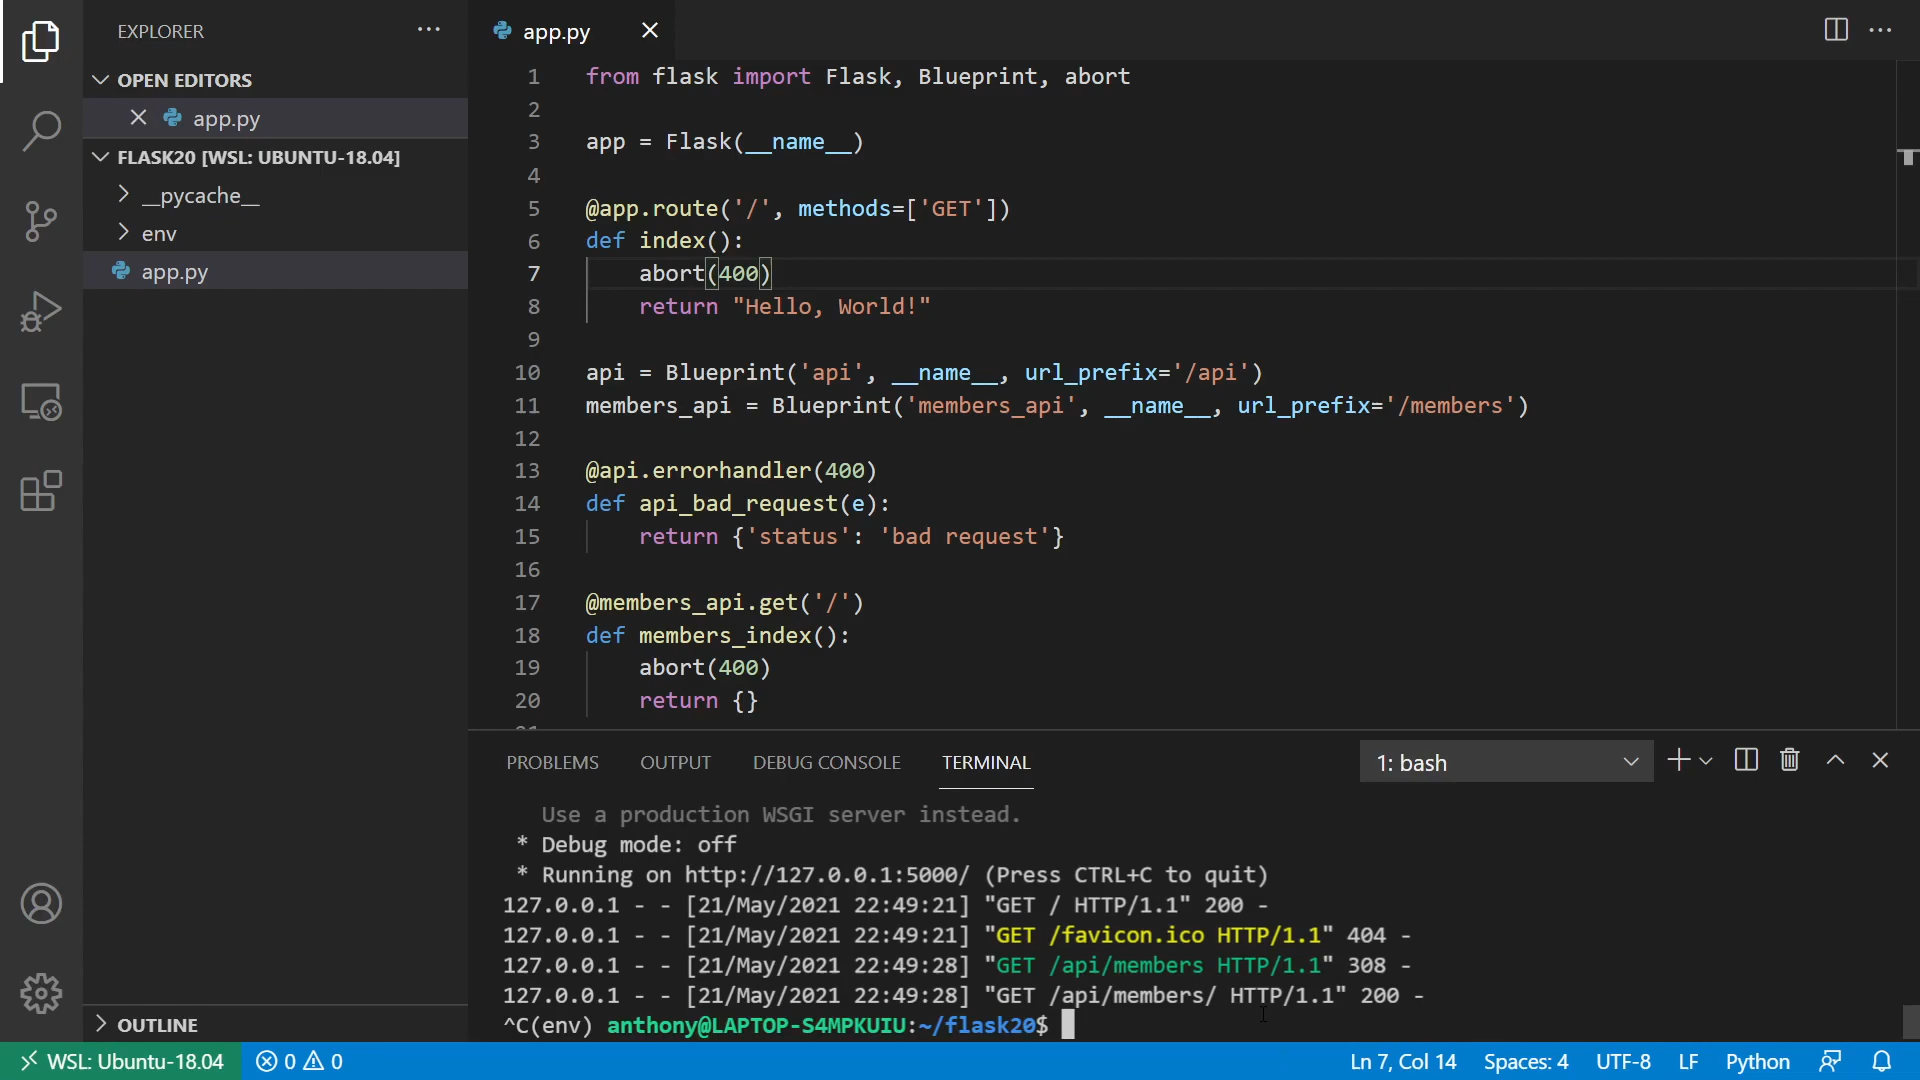 EXPLORER
OPEN EDITORS
app.py
FLASK20 [WSL: UBUNTU-18.04]
__pycache__
env
app.py
OUTLINE
app.py
1 from flask import Flask, Blueprint, abort
2
3 app = Flask(__name__)
4
5 @app.route('/', methods=['GET'])
6 def index():
7     abort(400)
8     return "Hello, World!"
9
10 api = Blueprint('api', __name__, url_prefix='/api')
11 members_api = Blueprint('members_api', __name__, url_prefix='/members')
12
13 @api.errorhandler(400)
14 def api_bad_request(e):
15     return {'status': 'bad request'}
16
17 @members_api.get('/')
18 def members_index():
19     abort(400)
20     return {}
PROBLEMS OUTPUT DEBUG CONSOLE TERMINAL 1: bash
Use a production WSGI server instead.
* Debug mode: off
* Running on http://127.0.0.1:5000/ (Press CTRL+C to quit)
127.0.0.1 - - [21/May/2021 22:49:21] "GET / HTTP/1.1" 200 -
127.0.0.1 - - [21/May/2021 22:49:21] "GET /favicon.ico HTTP/1.1" 404 -
127.0.0.1 - - [21/May/2021 22:49:28] "GET /api/members HTTP/1.1" 308 -
127.0.0.1 - - [21/May/2021 22:49:28] "GET /api/members/ HTTP/1.1" 200 -
^C(env) anthony@LAPTOP-S4MPKUIU:~/flask20$
WSL: Ubuntu-18.04 0 0 Ln 7, Col 14 Spaces: 4 UTF-8 LF Python